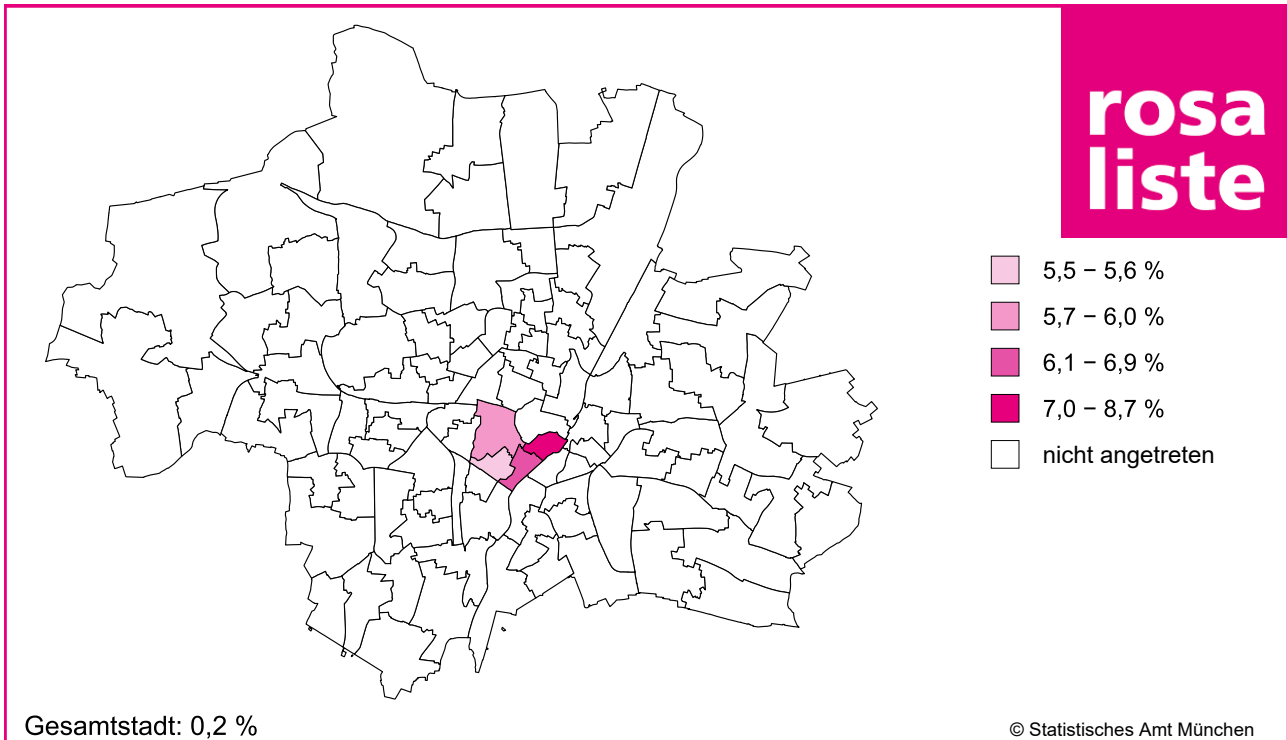 rosa
liste
5,5 – 5,6 %
5,7 – 6,0 %
6,1 – 6,9 %
7,0 – 8,7 %
nicht angetreten
Gesamtstadt: 0,2 %
© Statistisches Amt München